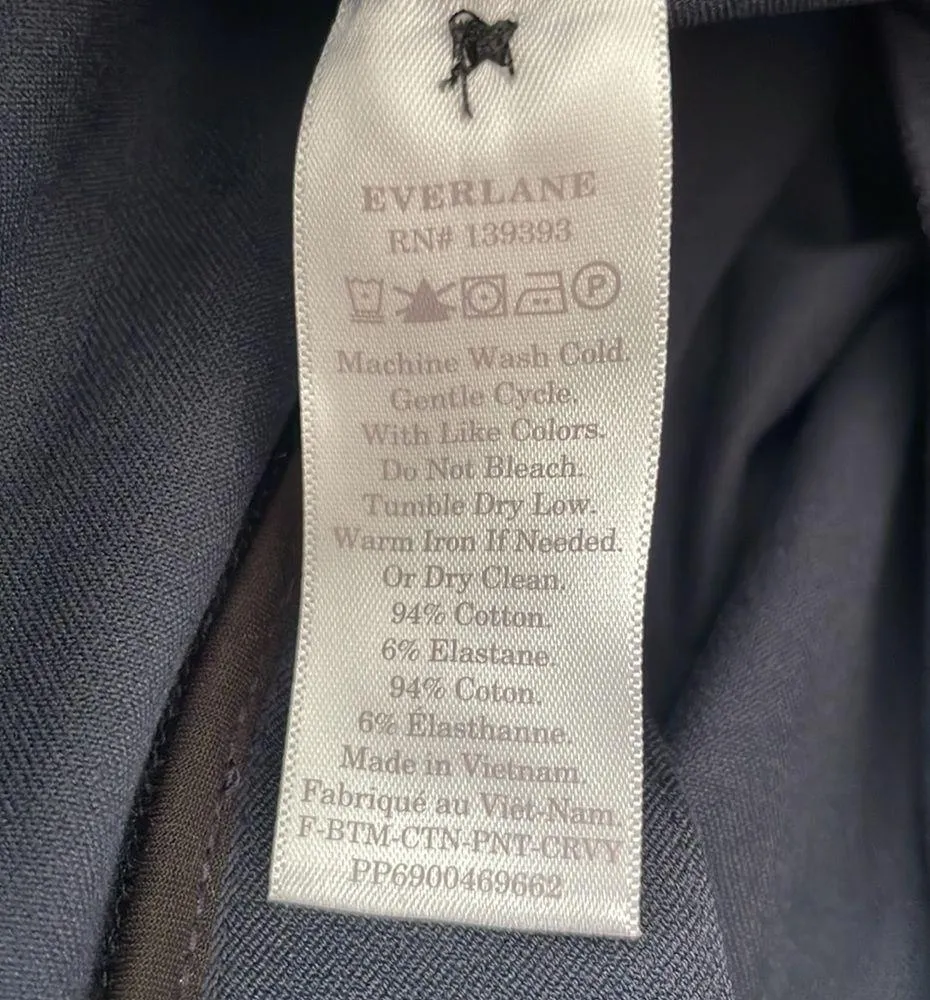 EVERLANE
RN# 139393
P
Machine Wash Cold.
Gentle Cycle.
With Like Colors.
Do Not Bleach.
Tumble Dry Low.
Warm Iron If Needed.
Or Dry Clean.
94% Cotton.
6% Elastane.
94% Coton.
6% Élasthanne.
Made in Vietnam.
Fabriqué au Viêt-Nam
F-BTM-CTN-PNT-CRVY
PP6900469662